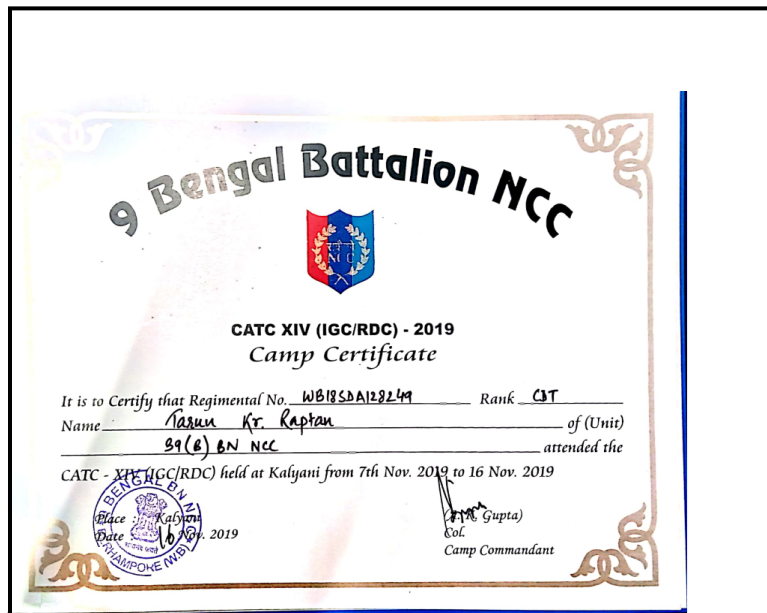 9 Bengal Battalion NCC
एन सी सी
NCC
CATC XIV (IGC/RDC) - 2019
Camp Certificate
It is to Certify that Regimental No. WB18SDA128249 Rank CDT
Name Tarun Kr. Raptan of (Unit)
39(B) BN NCC attended the
CATC - XIV (IGC/RDC) held at Kalyani from 7th Nov. 2019 to 16 Nov. 2019
BENGAL BN NCC
Place : Kalyani
Date : 16 Nov. 2019
BERHAMPORE (W.B)
Gupta)
Col.
Camp Commandant